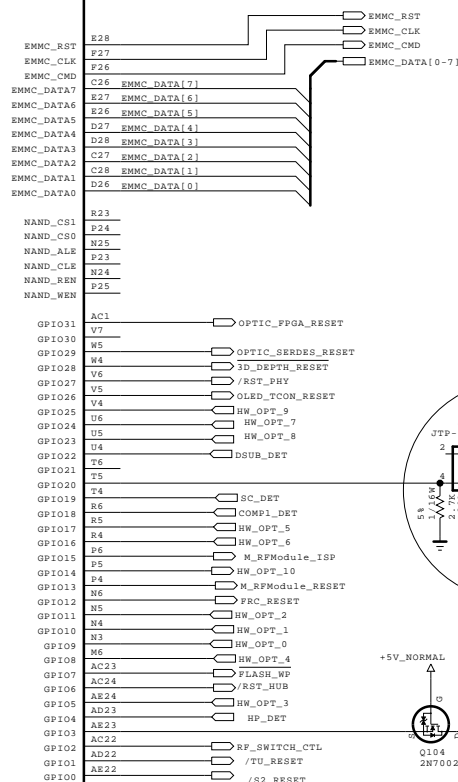 EMMC_RST E28 EMMC_RST
EMMC_CLK F27 EMMC_CLK
EMMC_CMD F26 EMMC_CMD
EMMC_DATA[0-7]
EMMC_DATA7 C26 EMMC_DATA[7]
EMMC_DATA6 E27 EMMC_DATA[6]
EMMC_DATA5 E26 EMMC_DATA[5]
EMMC_DATA4 D27 EMMC_DATA[4]
EMMC_DATA3 D28 EMMC_DATA[3]
EMMC_DATA2 C27 EMMC_DATA[2]
EMMC_DATA1 C28 EMMC_DATA[1]
EMMC_DATA0 D26 EMMC_DATA[0]
NAND_CS1 R23
NAND_CS0 P24
NAND_ALE N25
NAND_CLE P23
NAND_REN N24
NAND_WEN P25
GPIO31 AC1 OPTIC_FPGA_RESET
GPIO30 V7
GPIO29 W5 OPTIC_SERDES_RESET
GPIO28 W4 3D_DEPTH_RESET
GPIO27 V6 /RST_PHY
GPIO26 V5 OLED_TCON_RESET
GPIO25 V4 HW_OPT_9
GPIO24 U6 HW_OPT_7
GPIO23 U5 HW_OPT_8
GPIO22 U4 DSUB_DET
GPIO21 T6
GPIO20 T5
GPIO19 T4 SC_DET
GPIO18 R6 COMP1_DET
GPIO17 R5 HW_OPT_5
GPIO16 R4 HW_OPT_6
GPIO15 P6 M_RFModule_ISP
GPIO14 P5 HW_OPT_10
GPIO13 P4 M_RFModule_RESET
GPIO12 N6 FRC_RESET
GPIO11 N5 HW_OPT_2
GPIO10 N4 HW_OPT_1
GPIO9 N3 HW_OPT_0
GPIO8 M6 HW_OPT_4
GPIO7 AC23 FLASH_WP
GPIO6 AC24 /RST_HUB
GPIO5 AE24 HW_OPT_3
GPIO4 AD23 HP_DET
GPIO3 AE23
GPIO2 AC22 RF_SWITCH_CTL
GPIO1 AD22 /TU_RESET
GPIO0 AE22 /S2_RESET
JTP-
2
4
5%
1/16W
2.7K
+5V_NORMAL
G
S
D
Q104
2N7002